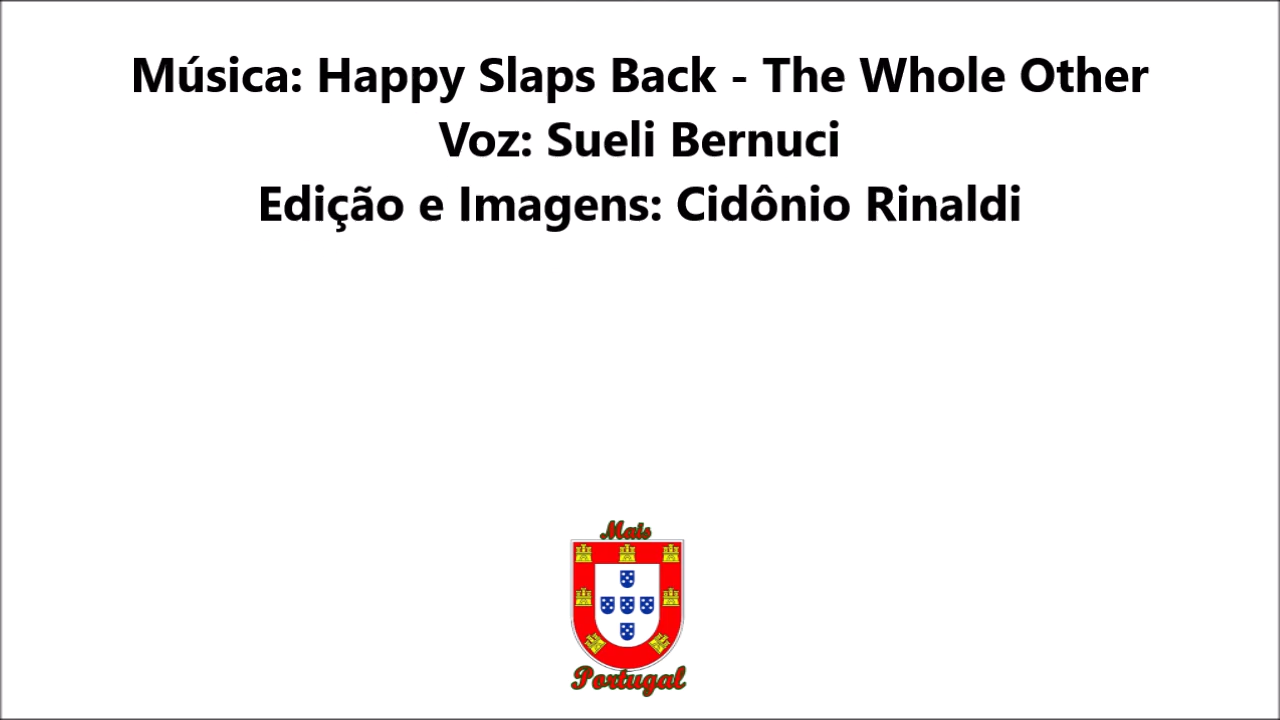 Música: Happy Slaps Back - The Whole Other
Voz: Sueli Bernuci
Edição e Imagens: Cidônio Rinaldi
Mais
Portugal